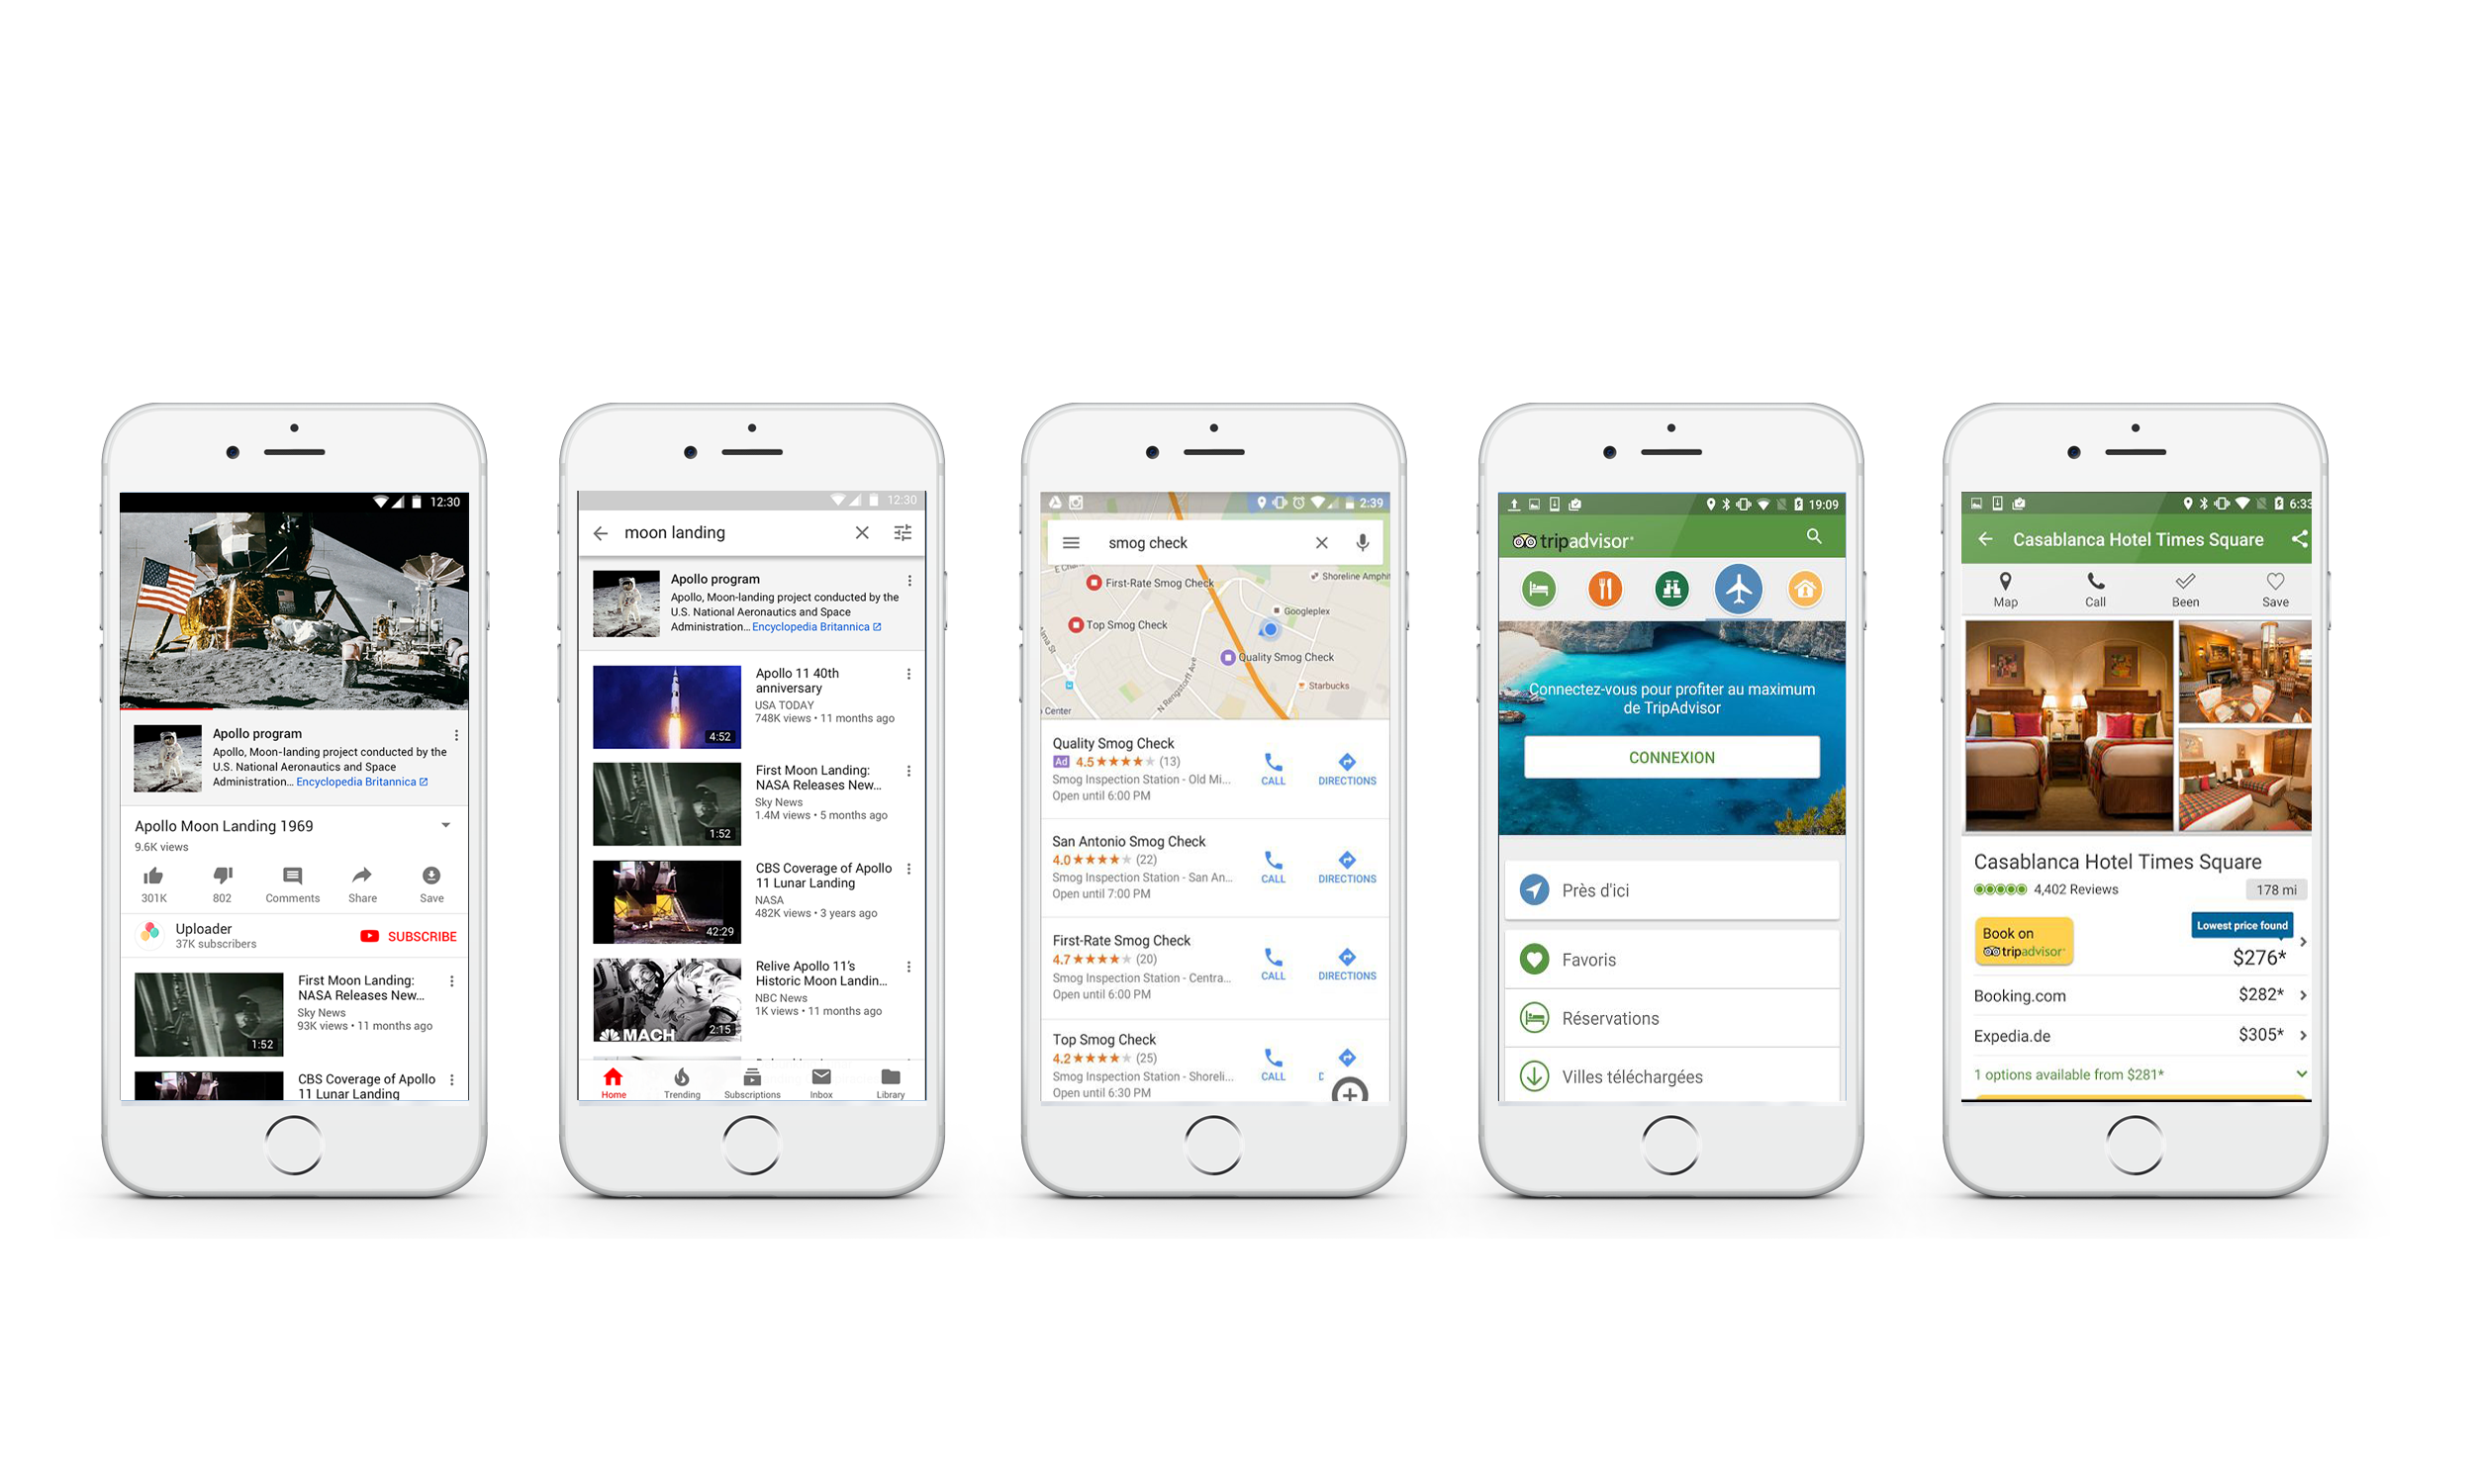 12:30
Apollo program
Apollo, Moon-landing project conducted by the
U.S. National Aeronautics and Space
Administration... Encyclopedia Britannica
Apollo Moon Landing 1969
9.6K views
301K
802
Comments
Share
Save
Uploader
37K subscribers
SUBSCRIBE
First Moon Landing:
NASA Releases New...
Sky News
93K views • 11 months ago
1:52
CBS Coverage of Apollo
11 Lunar Landing
12:30
moon landing
Apollo program
Apollo, Moon-landing project conducted by the
U.S. National Aeronautics and Space
Administration... Encyclopedia Britannica
Apollo 11 40th
anniversary
USA TODAY
748K views • 11 months ago
4:52
First Moon Landing:
NASA Releases New...
Sky News
1.4M views • 5 months ago
1:52
CBS Coverage of Apollo
11 Lunar Landing
NASA
482K views • 3 years ago
42:29
Relive Apollo 11's
Historic Moon Landin...
NBC News
1K views • 11 months ago
MACH
2:15
Home
Trending
Subscriptions
Inbox
Library
2:39
smog check
First-Rate Smog Check
Shoreline Amphit
Googleplex
Top Smog Check
Quality Smog Check
Starbucks
N Rengstorff Ave
Center
Quality Smog Check
Ad 4.5 (13)
Smog Inspection Station - Old Mi...
Open until 6:00 PM
CALL
DIRECTIONS
San Antonio Smog Check
4.0 (22)
Smog Inspection Station - San An...
Open until 7:00 PM
CALL
DIRECTIONS
First-Rate Smog Check
4.7 (20)
Smog Inspection Station - Centra...
Open until 6:00 PM
CALL
DIRECTIONS
Top Smog Check
4.2 (25)
Smog Inspection Station - Shoreli...
Open until 6:30 PM
CALL
19:09
tripadvisor
Connectez-vous pour profiter au maximum
de TripAdvisor
CONNEXION
Près d'ici
Favoris
Réservations
Villes téléchargées
6:33
Casablanca Hotel Times Square
Map
Call
Been
Save
Casablanca Hotel Times Square
4,402 Reviews
178 mi
Book on
tripadvisor
Lowest price found
$276*
Booking.com
$282*
Expedia.de
$305*
1 options available from $281*